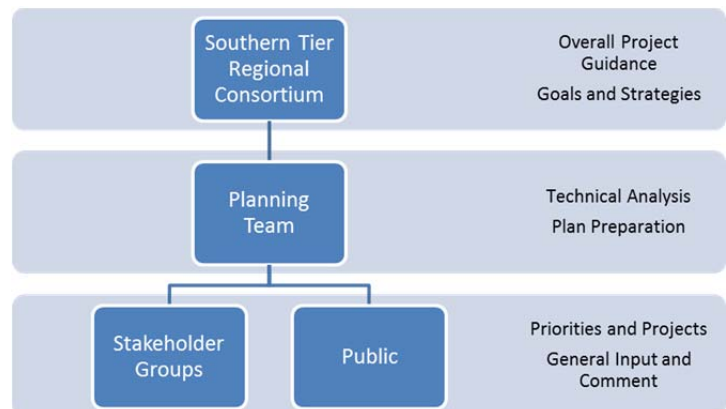 Southern Tier
Regional
Consortium
Overall Project
Guidance
Goals and Strategies
Planning
Team
Technical Analysis
Plan Preparation
Stakeholder
Groups
Public
Priorities and Projects
General Input and
Comment